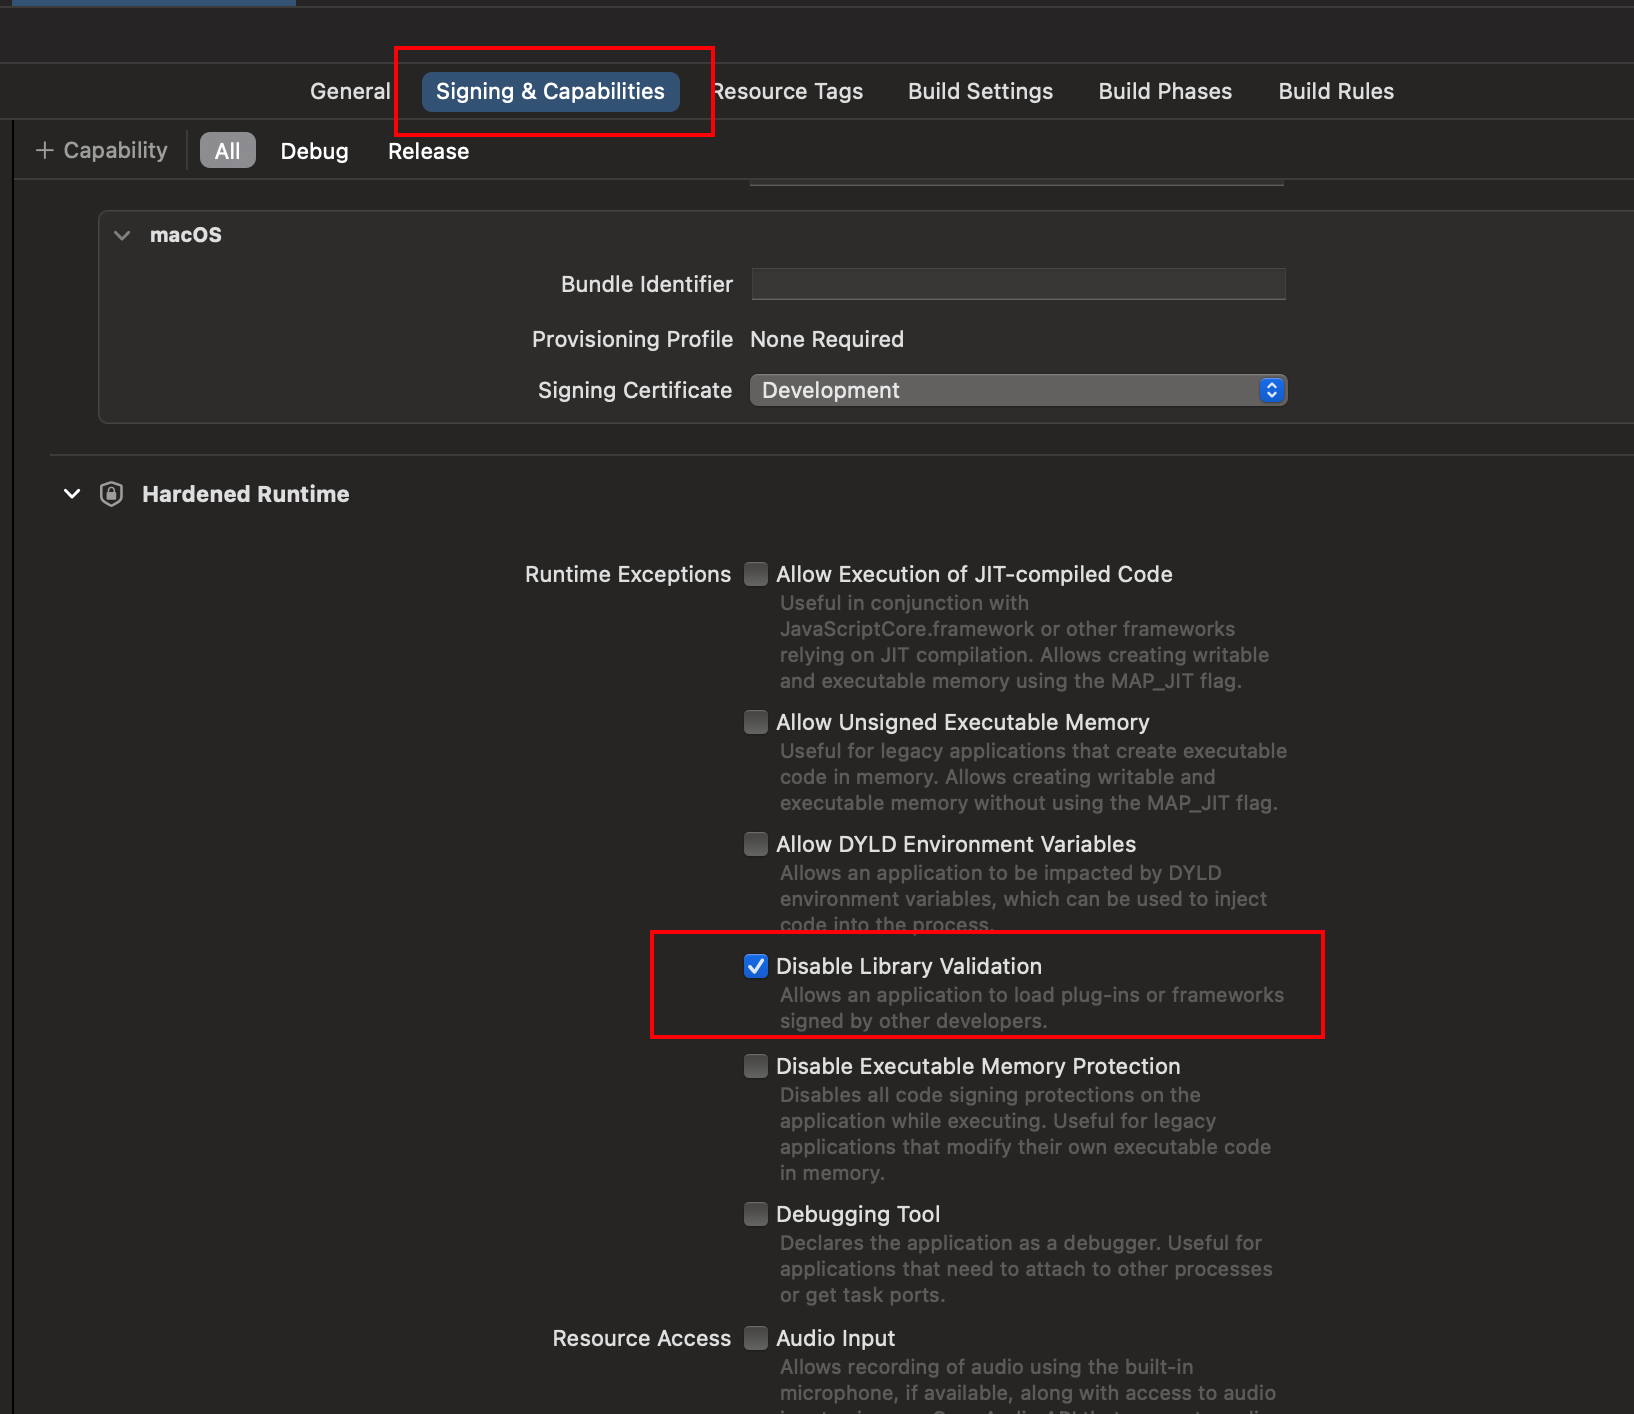 General
Signing & Capabilities
Resource Tags
Build Settings
Build Phases
Build Rules
+ Capability
All
Debug
Release
macOS
Bundle Identifier
Provisioning Profile None Required
Signing Certificate Development
Hardened Runtime
Runtime Exceptions Allow Execution of JIT-compiled Code
Useful in conjunction with
JavaScriptCore.framework or other frameworks
relying on JIT compilation. Allows creating writable
and executable memory using the MAP_JIT flag.
Allow Unsigned Executable Memory
Useful for legacy applications that create executable
code in memory. Allows creating writable and
executable memory without using the MAP_JIT flag.
Allow DYLD Environment Variables
Allows an application to be impacted by DYLD
environment variables, which can be used to inject
code into the process.
Disable Library Validation
Allows an application to load plug-ins or frameworks
signed by other developers.
Disable Executable Memory Protection
Disables all code signing protections on the
application while executing. Useful for legacy
applications that modify their own executable code
in memory.
Debugging Tool
Declares the application as a debugger. Useful for
applications that need to attach to other processes
or get task ports.
Resource Access Audio Input
Allows recording of audio using the built-in
microphone, if available, along with access to audio